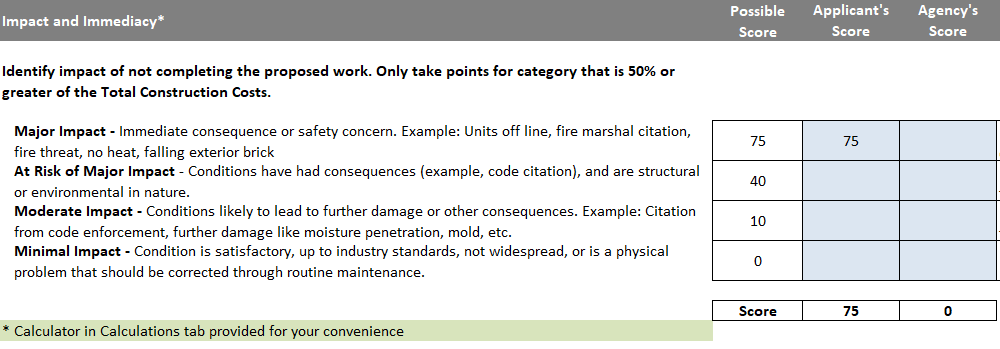 Impact and Immediacy* Possible Score Applicant's Score Agency's Score
Identify impact of not completing the proposed work. Only take points for category that is 50% or
greater of the Total Construction Costs.
Major Impact - Immediate consequence or safety concern. Example: Units off line, fire marshal citation,
fire threat, no heat, falling exterior brick
75 75
At Risk of Major Impact - Conditions have had consequences (example, code citation), and are structural
or environmental in nature.
40
Moderate Impact - Conditions likely to lead to further damage or other consequences. Example: Citation
from code enforcement, further damage like moisture penetration, mold, etc.
10
Minimal Impact - Condition is satisfactory, up to industry standards, not widespread, or is a physical
problem that should be corrected through routine maintenance.
0
Score 75 0
* Calculator in Calculations tab provided for your convenience